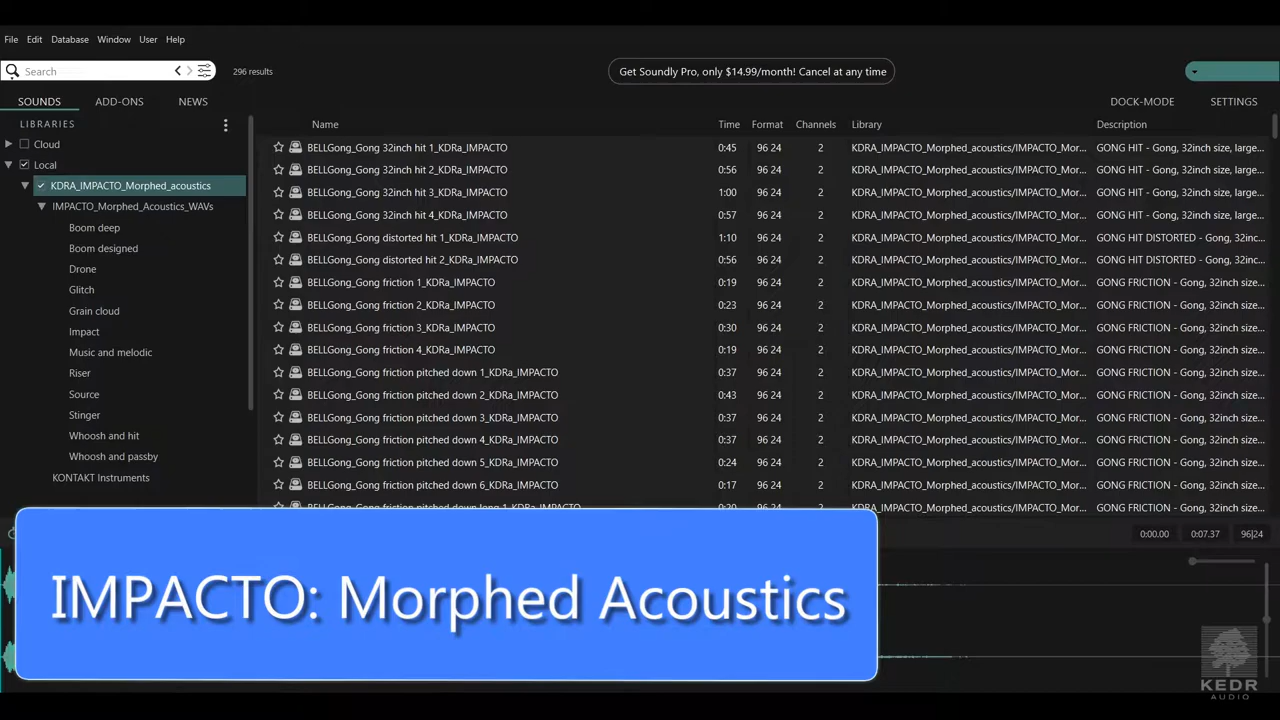 File Edit Database Window User Help
Search 296 results Get Soundly Pro, only $14.99/month! Cancel at any time
SOUNDS ADD-ONS NEWS DOCK-MODE SETTINGS
LIBRARIES Name Time Format Channels Library Description
Cloud BELLGong_Gong 32inch hit 1_KDRa_IMPACTO 0:45 96 24 2 KDRA_IMPACTO_Morphed_acoustics/IMPACTO_Mor... GONG HIT - Gong, 32inch size, large...
Local BELLGong_Gong 32inch hit 2_KDRa_IMPACTO 0:56 96 24 2 KDRA_IMPACTO_Morphed_acoustics/IMPACTO_Mor... GONG HIT - Gong, 32inch size, large...
KDRA_IMPACTO_Morphed_acoustics BELLGong_Gong 32inch hit 3_KDRa_IMPACTO 1:00 96 24 2 KDRA_IMPACTO_Morphed_acoustics/IMPACTO_Mor... GONG HIT - Gong, 32inch size, large...
IMPACTO_Morphed_Acoustics_WAVs BELLGong_Gong 32inch hit 4_KDRa_IMPACTO 0:57 96 24 2 KDRA_IMPACTO_Morphed_acoustics/IMPACTO_Mor... GONG HIT - Gong, 32inch size, large...
Boom deep BELLGong_Gong distorted hit 1_KDRa_IMPACTO 1:10 96 24 2 KDRA_IMPACTO_Morphed_acoustics/IMPACTO_Mor... GONG HIT DISTORTED - Gong, 32inc...
Boom designed BELLGong_Gong distorted hit 2_KDRa_IMPACTO 0:56 96 24 2 KDRA_IMPACTO_Morphed_acoustics/IMPACTO_Mor... GONG HIT DISTORTED - Gong, 32inc...
Drone BELLGong_Gong friction 1_KDRa_IMPACTO 0:19 96 24 2 KDRA_IMPACTO_Morphed_acoustics/IMPACTO_Mor... GONG FRICTION - Gong, 32inch size...
Glitch BELLGong_Gong friction 2_KDRa_IMPACTO 0:23 96 24 2 KDRA_IMPACTO_Morphed_acoustics/IMPACTO_Mor... GONG FRICTION - Gong, 32inch size...
Grain cloud BELLGong_Gong friction 3_KDRa_IMPACTO 0:30 96 24 2 KDRA_IMPACTO_Morphed_acoustics/IMPACTO_Mor... GONG FRICTION - Gong, 32inch size...
Impact BELLGong_Gong friction 4_KDRa_IMPACTO 0:19 96 24 2 KDRA_IMPACTO_Morphed_acoustics/IMPACTO_Mor... GONG FRICTION - Gong, 32inch size...
Music and melodic BELLGong_Gong friction pitched down 1_KDRa_IMPACTO 0:37 96 24 2 KDRA_IMPACTO_Morphed_acoustics/IMPACTO_Mor... GONG FRICTION - Gong, 32inch size...
Riser BELLGong_Gong friction pitched down 2_KDRa_IMPACTO 0:43 96 24 2 KDRA_IMPACTO_Morphed_acoustics/IMPACTO_Mor... GONG FRICTION - Gong, 32inch size...
Source BELLGong_Gong friction pitched down 3_KDRa_IMPACTO 0:37 96 24 2 KDRA_IMPACTO_Morphed_acoustics/IMPACTO_Mor... GONG FRICTION - Gong, 32inch size...
Stinger BELLGong_Gong friction pitched down 4_KDRa_IMPACTO 0:37 96 24 2 KDRA_IMPACTO_Morphed_acoustics/IMPACTO_Mor... GONG FRICTION - Gong, 32inch size...
Whoosh and hit BELLGong_Gong friction pitched down 5_KDRa_IMPACTO 0:24 96 24 2 KDRA_IMPACTO_Morphed_acoustics/IMPACTO_Mor... GONG FRICTION - Gong, 32inch size...
Whoosh and passby BELLGong_Gong friction pitched down 6_KDRa_IMPACTO 0:17 96 24 2 KDRA_IMPACTO_Morphed_acoustics/IMPACTO_Mor... GONG FRICTION - Gong, 32inch size...
KONTAKT Instruments KDRA_IMPACTO_Morphed_acoustics/IMPACTO_Mor... GONG FRICTION - Gong, 32inch size...
0:00.00 0:07.37 96|24
IMPACTO: Morphed Acoustics
KEDR
AUDIO